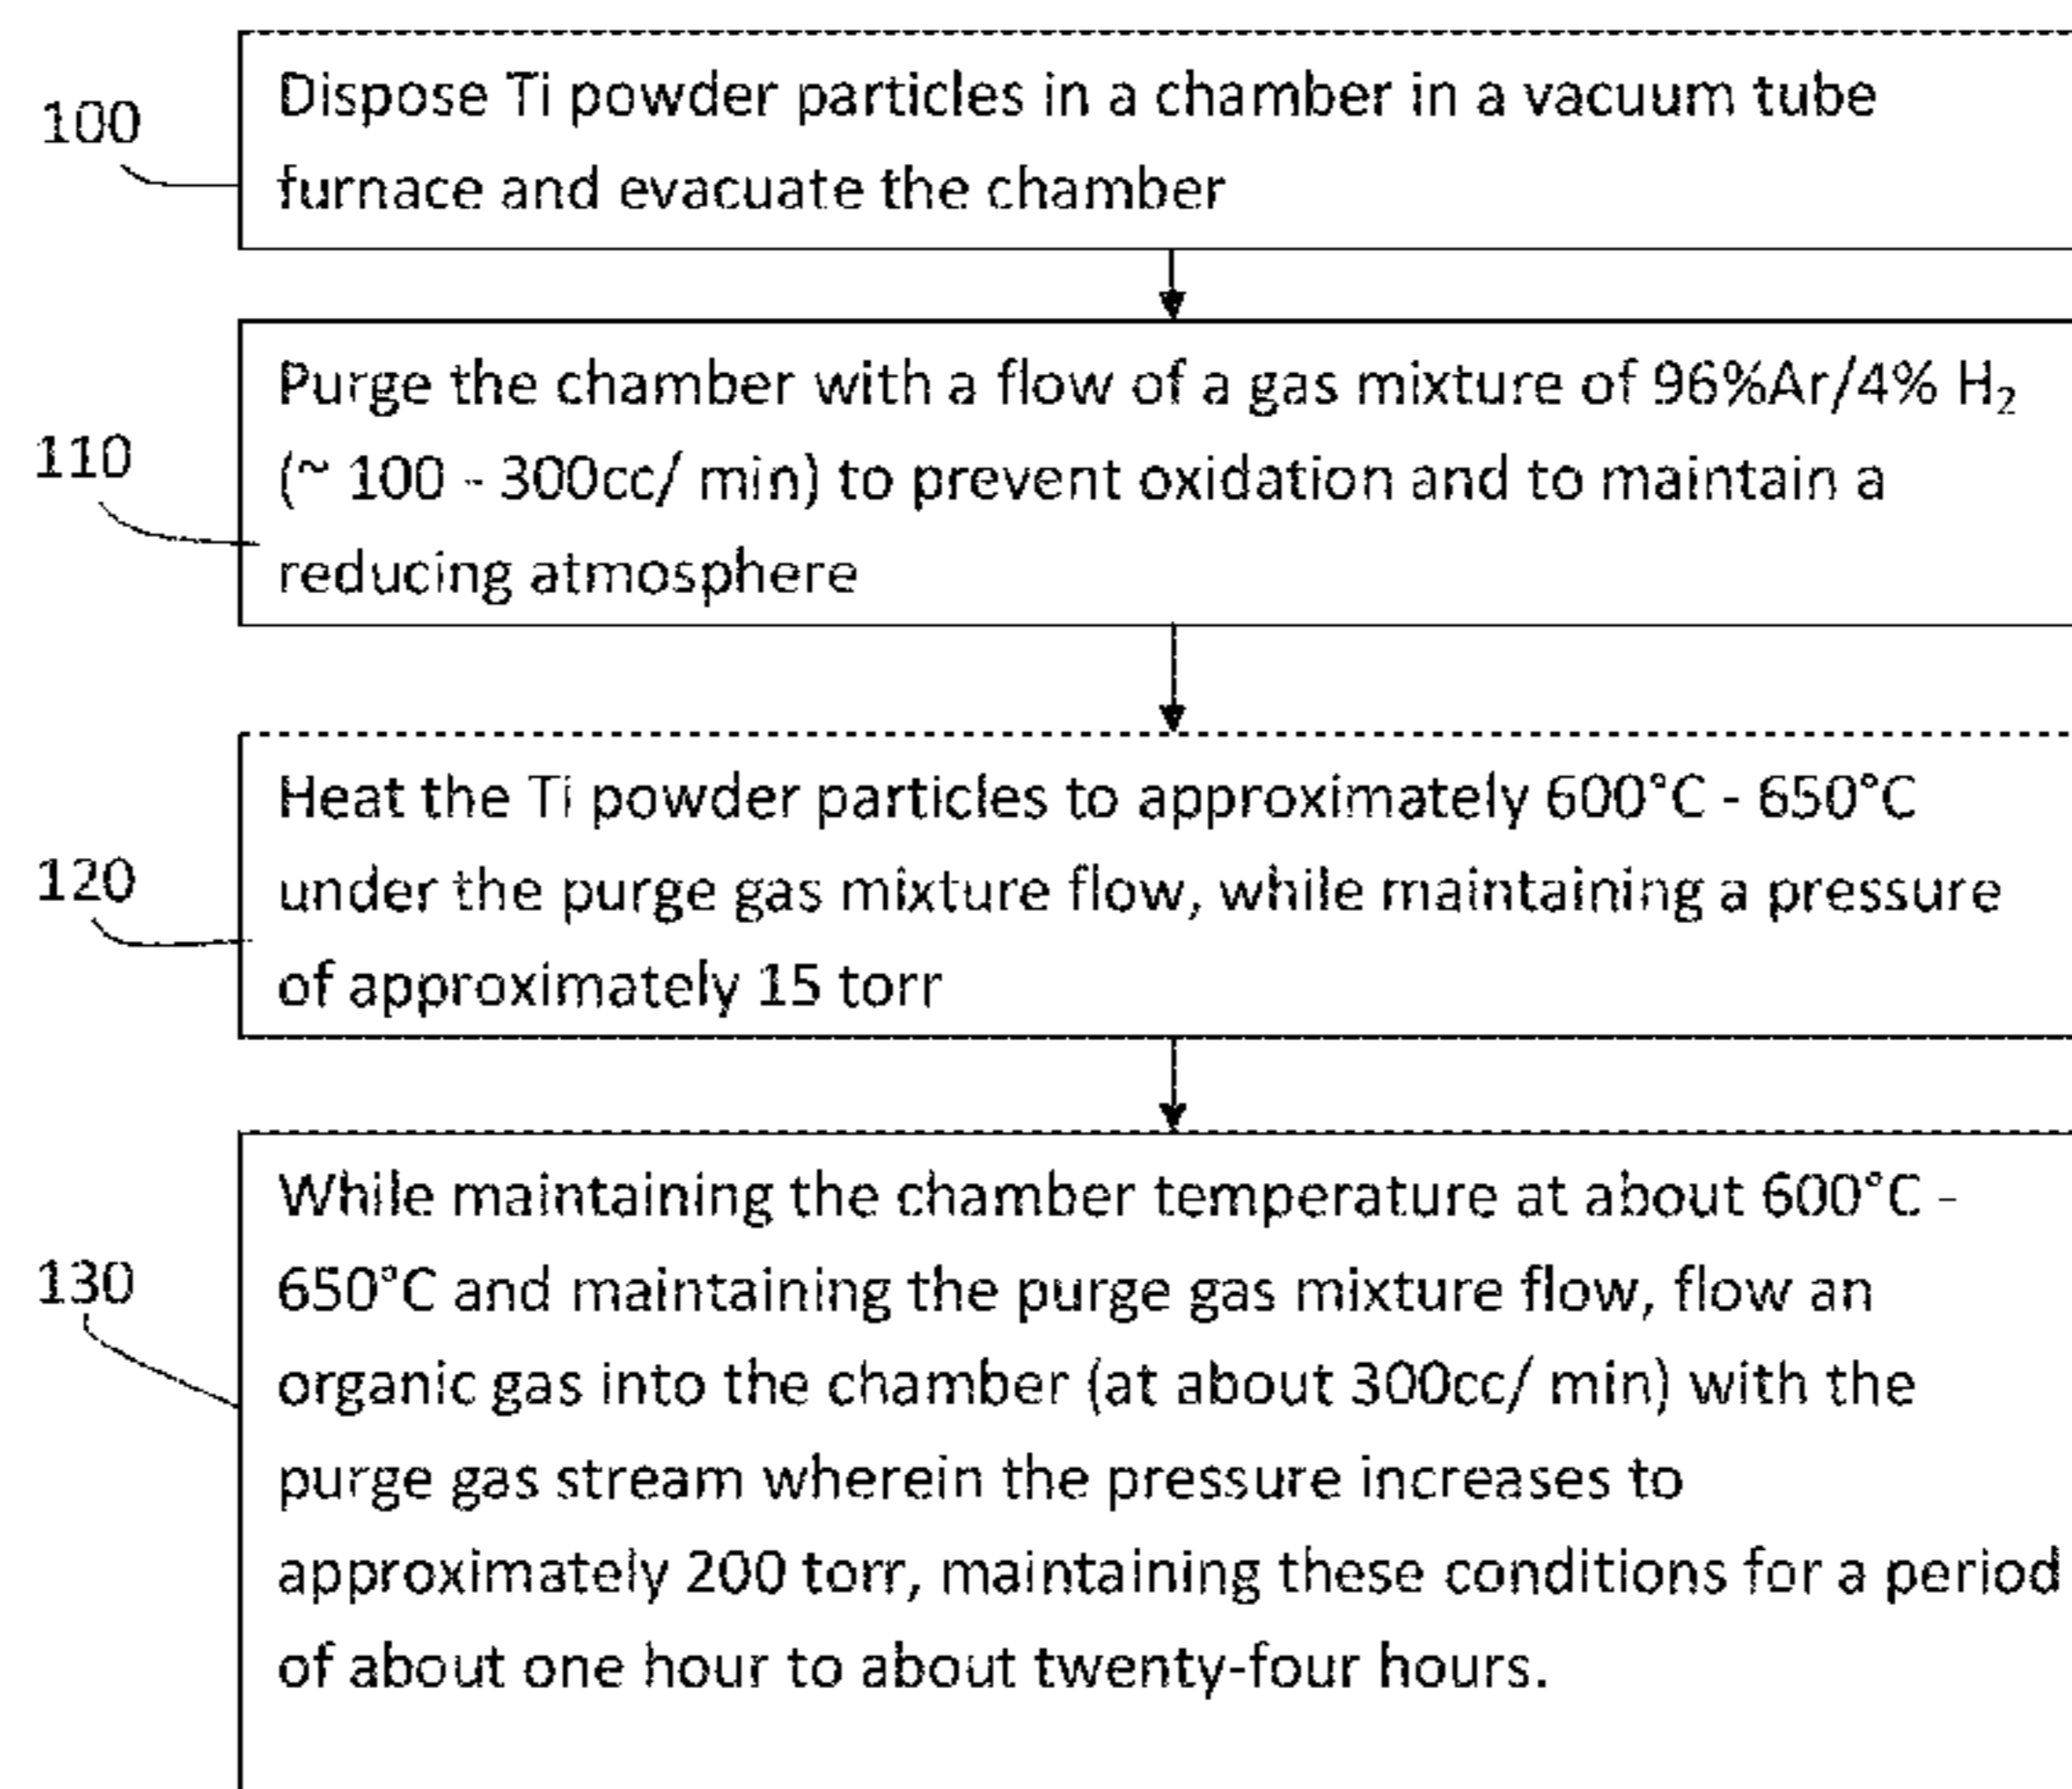 100
Dispose Ti powder particles in a chamber in a vacuum tube
furnace and evacuate the chamber
110
Purge the chamber with a flow of a gas mixture of 96%Ar/4% H₂
(~ 100 - 300cc/ min) to prevent oxidation and to maintain a
reducing atmosphere
120
Heat the Ti powder particles to approximately 600°C - 650°C
under the purge gas mixture flow, while maintaining a pressure
of approximately 15 torr
130
While maintaining the chamber temperature at about 600°C -
650°C and maintaining the purge gas mixture flow, flow an
organic gas into the chamber (at about 300cc/ min) with the
purge gas stream wherein the pressure increases to
approximately 200 torr, maintaining these conditions for a period
of about one hour to about twenty-four hours.